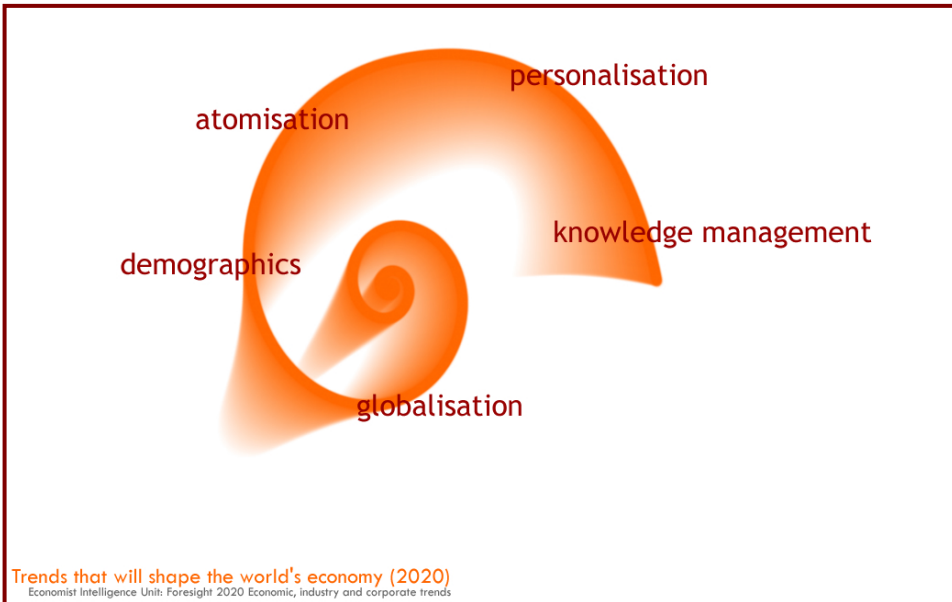 personalisation
atomisation
knowledge management
demographics
globalisation
Trends that will shape the world's economy (2020)
Economist Intelligence Unit: Foresight 2020 Economic, industry and corporate trends